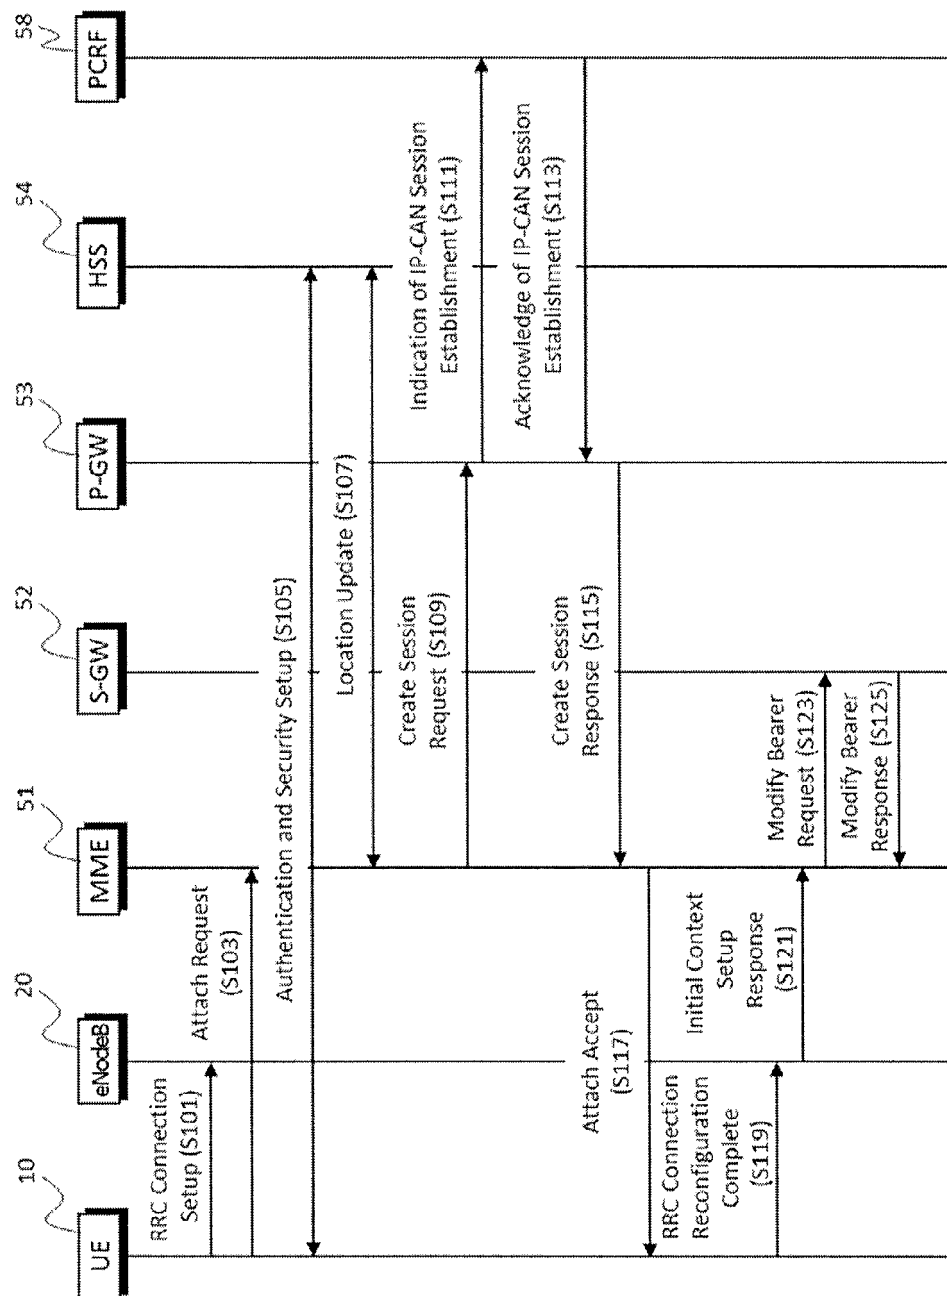 10
20
51
52
53
54
58
UE
eNodeB
MME
S-GW
P-GW
HSS
PCRF
RRC Connection
Setup (S101)
Attach Request
(S103)
Authentication and Security Setup (S105)
Location Update (S107)
Create Session
Request (S109)
Indication of IP-CAN Session
Establishment (S111)
Acknowledge of IP-CAN Session
Establishment (S113)
Create Session
Response (S115)
Attach Accept
(S117)
RRC Connection
Reconfiguration
Complete
(S119)
Initial Context
Setup
Response
(S121)
Modify Bearer
Request (S123)
Modify Bearer
Response (S125)